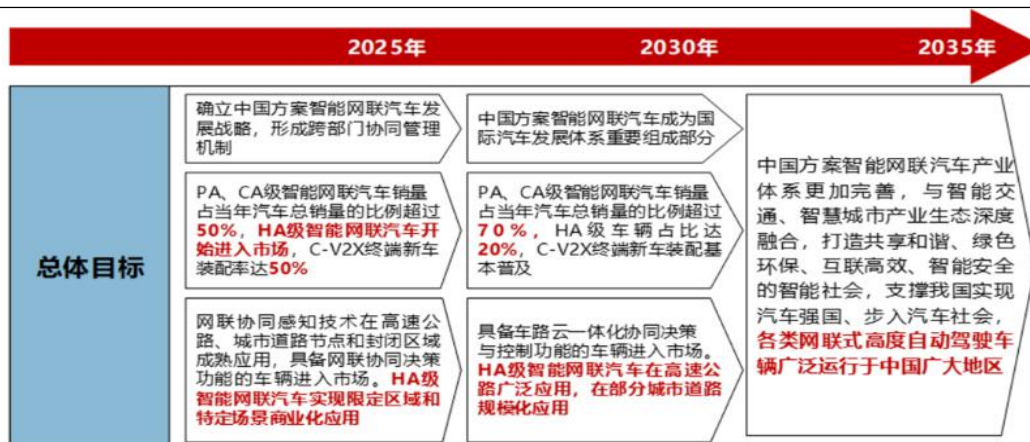 2025年
2030年
2035年
总体目标
确立中国方案智能网联汽车发
展战略，形成跨部门协同管理
机制
中国方案智能网联汽车成为国
际汽车发展体系重要组成部分
PA、CA级智能网联汽车销量
占当年汽车总销量的比例超过
50%，HA级智能网联汽车开
始进入市场，C-V2X终端新车
装配率达50%
PA、CA级智能网联汽车销量
占当年汽车总销量的比例超过
70%，HA级车辆占比达
20%，C-V2X终端新车装配基
本普及
网联协同感知技术在高速公
路、城市道路节点和封闭区域
成熟应用，具备网联协同决策
功能的车辆进入市场。HA级
智能网联汽车实现限定区域和
特定场景商业化应用
具备车路云一体化协同决策
与控制功能的车辆进入市场。
HA级智能网联汽车在高速公
路广泛应用，在部分城市道路
规模化应用
中国方案智能网联汽车产业
体系更加完善，与智能交
通、智慧城市产业生态深度
融合，打造共享和谐、绿色
环保、互联高效、智能安全
的智能社会，支撑我国实现
汽车强国、步入汽车社会，
各类网联式高度自动驾驶车
辆广泛运行于中国广大地区